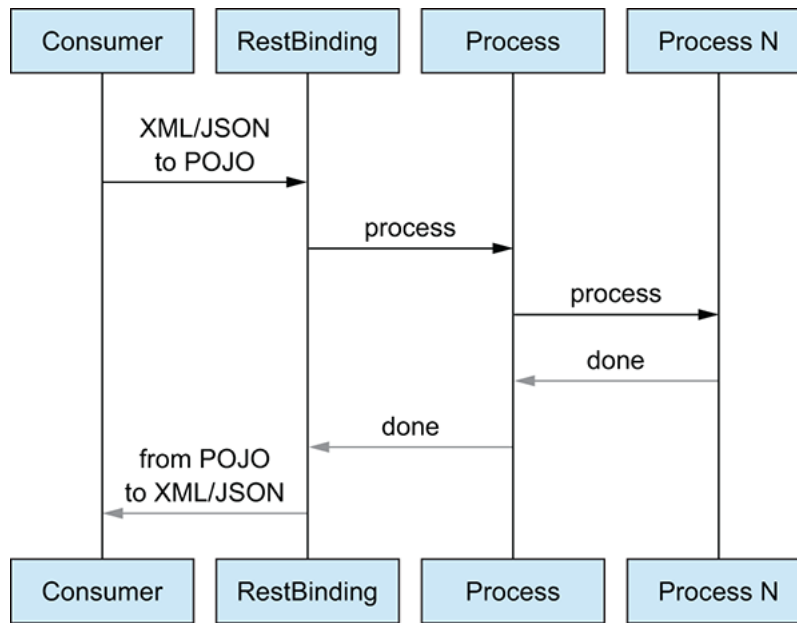 Consumer
RestBinding
Process
Process N
XML/JSON
to POJO
process
process
done
done
from POJO
to XML/JSON
Consumer
RestBinding
Process
Process N